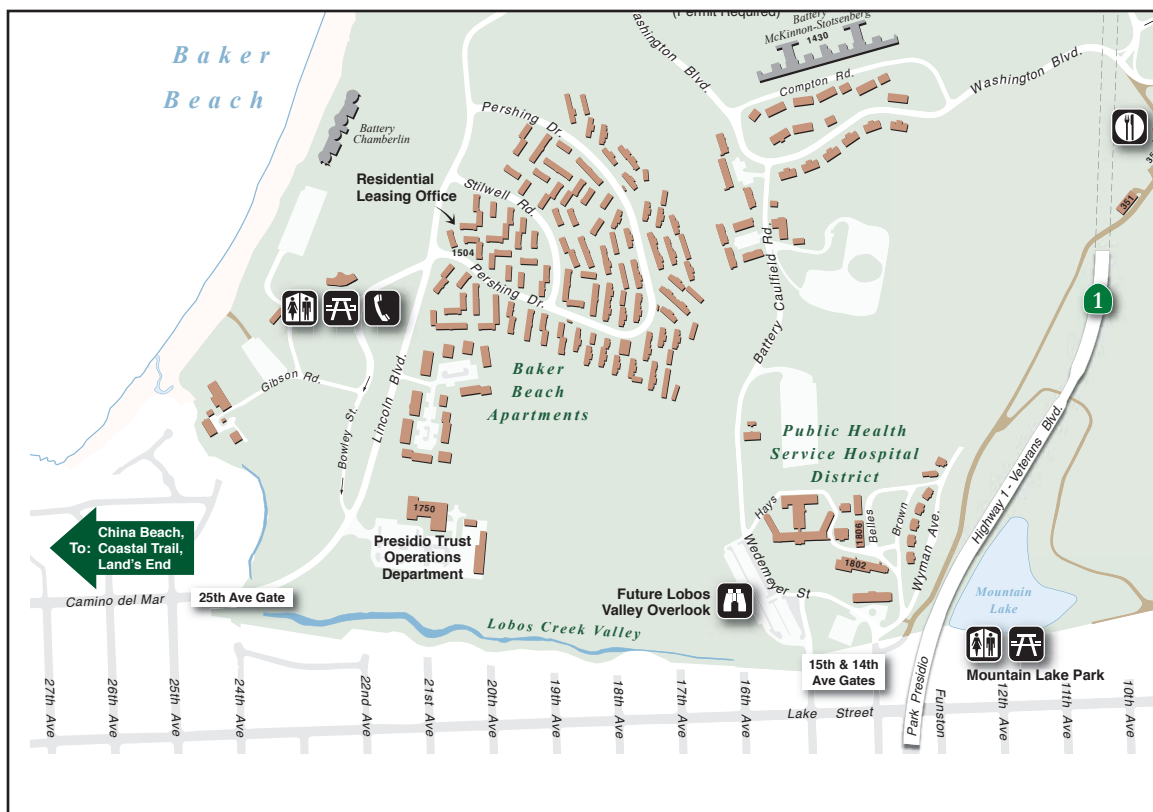 (Permit Required)
Battery
McKinnon-Stotsenberg
1430
Washington Blvd.
Compton Rd.
Washington Blvd.
Baker
Beach
Battery
Chamberlin
Pershing Dr.
Residential
Leasing Office
Stilwell Rd.
1504
Pershing Dr.
351
1
Battery Caulfield Rd.
Gibson Rd.
Bowley St.
Lincoln Blvd.
Baker
Beach
Apartments
Public Health
Service Hospital
District
Highway 1 - Veterans Blvd.
Hays
1806
Belles
Brown
Wyman Ave.
1802
Wedemeyer St
1750
Presidio Trust
Operations
Department
To:
China Beach,
Coastal Trail,
Land's End
Camino del Mar
25th Ave Gate
Future Lobos
Valley Overlook
Lobos Creek Valley
Mountain
Lake
Mountain Lake Park
15th & 14th
Ave Gates
Lake Street
Park Presidio
Funston
27th Ave
26th Ave
25th Ave
24th Ave
22nd Ave
21st Ave
20th Ave
19th Ave
18th Ave
17th Ave
16th Ave
12th Ave
11th Ave
10th Ave